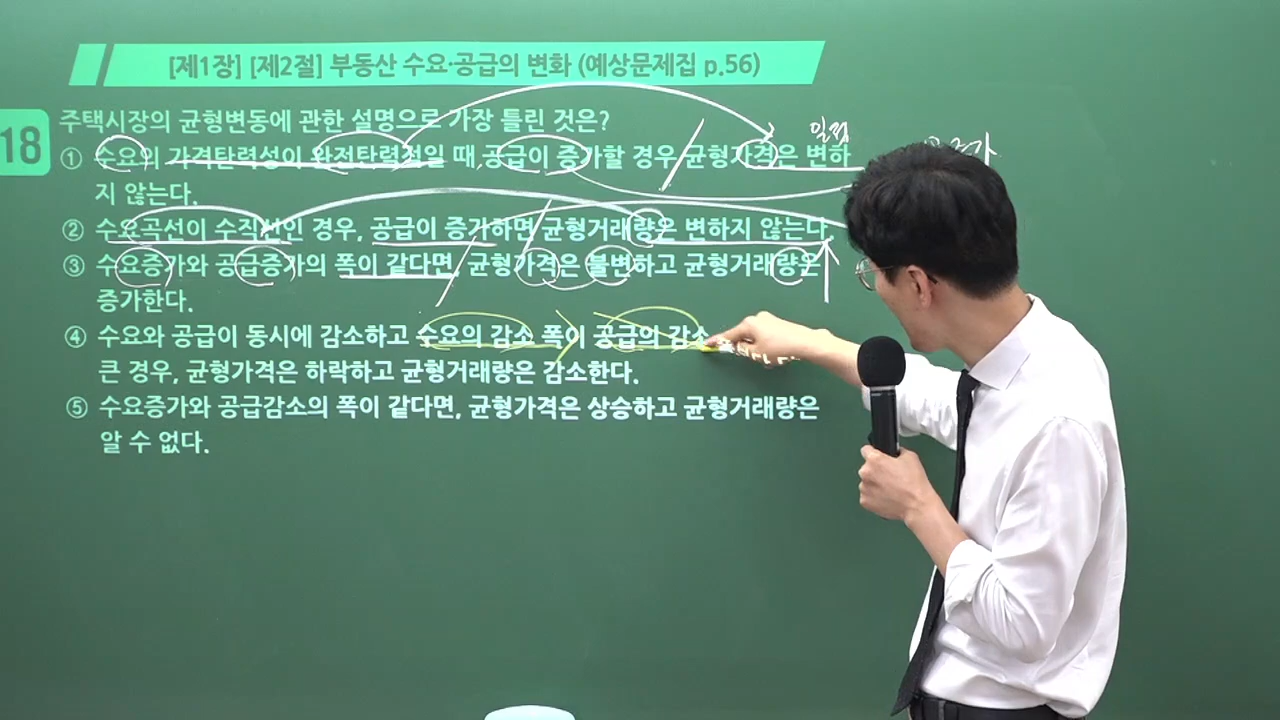 [제1장] [제2절] 부동산 수요·공급의 변화 (예상문제집 p.56)
18
주택시장의 균형변동에 관한 설명으로 가장 틀린 것은?
① 수요의 가격탄력성이 완전탄력적일 때, 공급이 증가할 경우 균형가격은 변하
지 않는다.
② 수요곡선이 수직선인 경우, 공급이 증가하면 균형거래량은 변하지 않는다.
③ 수요증가와 공급증가의 폭이 같다면, 균형가격은 불변하고 균형거래량은
증가한다.
④ 수요와 공급이 동시에 감소하고 수요의 감소 폭이 공급의 감소
큰 경우, 균형가격은 하락하고 균형거래량은 감소한다.
⑤ 수요증가와 공급감소의 폭이 같다면, 균형가격은 상승하고 균형거래량은
알 수 없다.